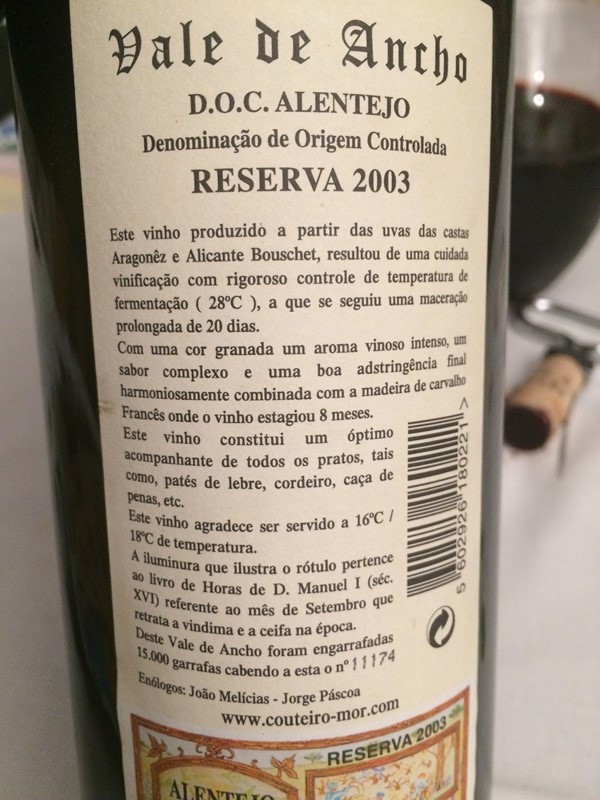 Vale de Ancho
D.O.C. ALENTEJO
Denominação de Origem Controlada
RESERVA 2003
Este vinho produzido a partir das uvas das castas
Aragonêz e Alicante Bouschet, resultou de uma cuidada
vinificação com rigoroso controle de temperatura de
fermentação ( 28ºC ), a que se seguiu uma maceração
prolongada de 20 dias.
Com uma cor granada um aroma vinoso intenso, um
sabor complexo e uma boa adstringência final
harmoniosamente combinada com a madeira de carvalho
Francês onde o vinho estagiou 8 meses.
Este vinho constitui um óptimo
acompanhante de todos os pratos, tais
como, patés de lebre, cordeiro, caça de
penas, etc.
Este vinho agradece ser servido a 16ºC /
18ºC de temperatura.
A iluminura que ilustra o rótulo pertence
ao livro de Horas de D. Manuel I (séc.
XVI) referente ao mês de Setembro que
retrata a vindima e a ceifa na época.
Deste Vale de Ancho foram engarrafadas
15.000 garrafas cabendo a esta o nº 11174
Enólogos: João Melícias - Jorge Páscoa
www.couteiro-mor.com
5 602926 180221 >
RESERVA 2003
ALENTEJO